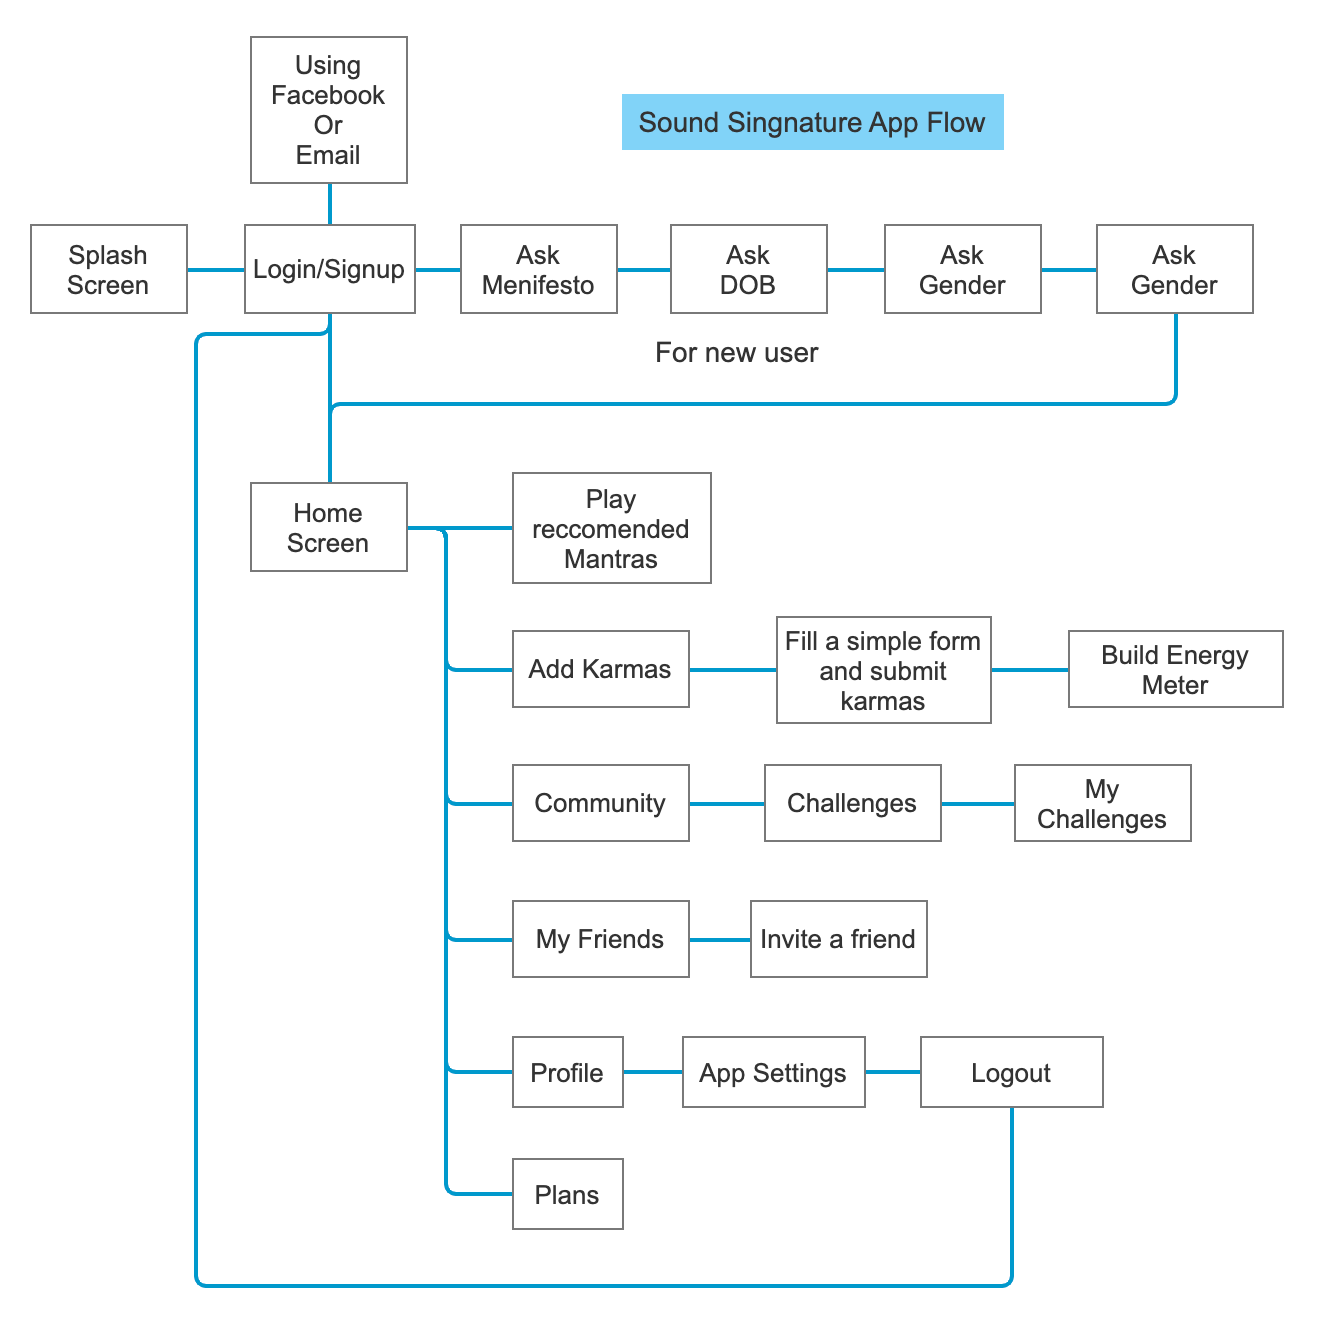 Using
Facebook
Or
Email
Sound Singnature App Flow
Splash
Screen
Login/Signup
Ask
Menifesto
Ask
DOB
Ask
Gender
Ask
Gender
For new user
Home
Screen
Play
reccomended
Mantras
Add Karmas
Fill a simple form
and submit
karmas
Build Energy
Meter
Community
Challenges
My
Challenges
My Friends
Invite a friend
Profile
App Settings
Logout
Plans